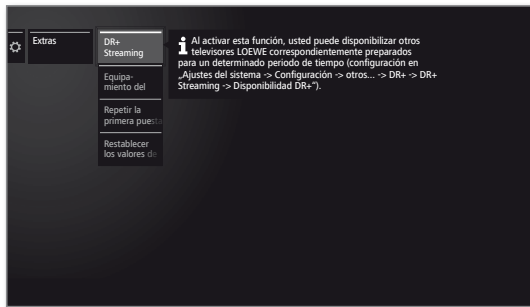 Extras
DR+
Streaming
Equipa-
miento del
Repetir la
primera puesta
Restablecer
los valores de
Al activar esta función, usted puede disponibilizar otros
televisores LOEWE correspondientemente preparados
para un determinado periodo de tiempo (configuración en
„Ajustes del sistema -> Configuración -> otros... -> DR+ -> DR+
Streaming -> Disponibilidad DR+“).